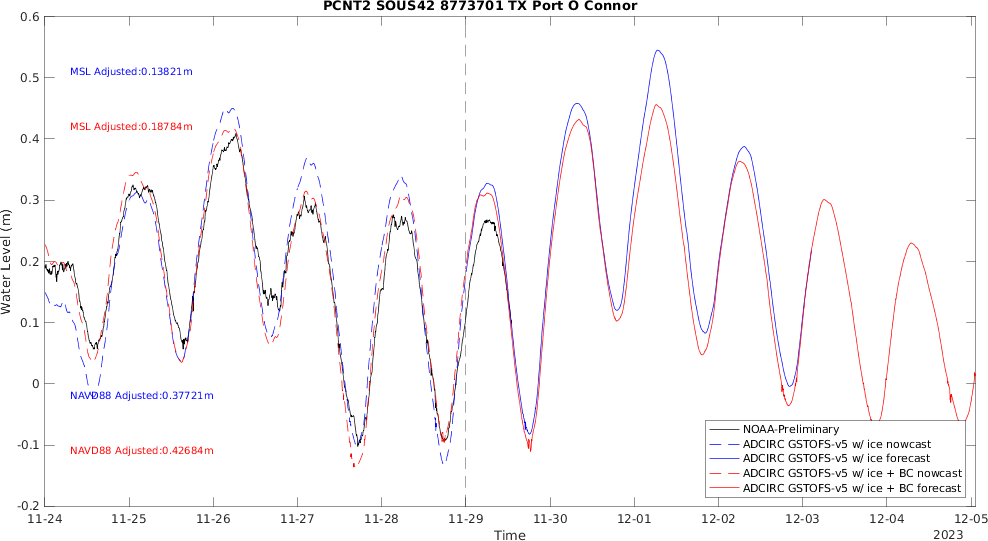 PCNT2 SOUS42 8773701 TX Port O Connor
0.6
0.5
0.4
0.3
0.2
0.1
0
-0.1
-0.2
Water Level (m)
MSL Adjusted:0.13821m
MSL Adjusted:0.18784m
NAVD88 Adjusted:0.37721m
NAVD88 Adjusted:0.42684m
NOAA-Preliminary
ADCIRC GSTOFS-v5 w/ ice nowcast
ADCIRC GSTOFS-v5 w/ ice forecast
ADCIRC GSTOFS-v5 w/ ice + BC nowcast
ADCIRC GSTOFS-v5 w/ ice + BC forecast
11-24 11-25 11-26 11-27 11-28 11-29 11-30 12-01 12-02 12-03 12-04 12-05
Time
2023